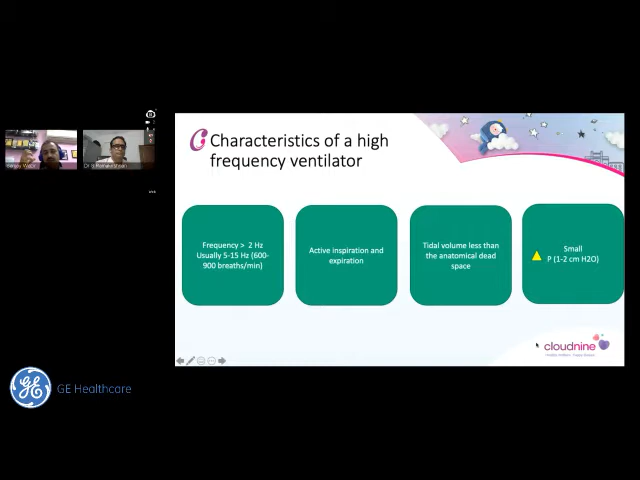 Characteristics of a high
frequency ventilator
Frequency > 2 Hz
Usually 5-15 Hz (600-
900 breaths/min)
Active inspiration and
expiration
Tidal volume less than
the anatomical dead
space
Small
P (1-2 cm H2O)
cloudnine
GE Healthcare